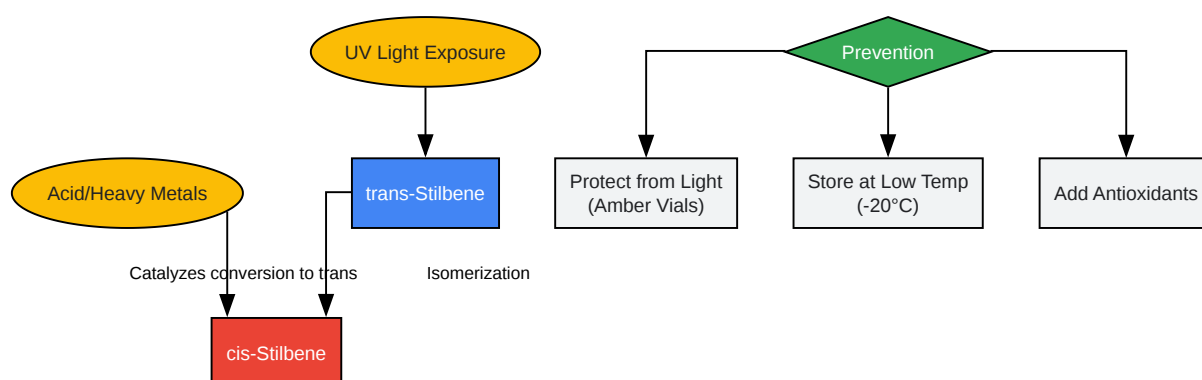 UV Light Exposure
Prevention
Acid/Heavy Metals
trans-Stilbene
Protect from Light
(Amber Vials)
Store at Low Temp
(-20°C)
Add Antioxidants
Catalyzes conversion to trans
Isomerization
cis-Stilbene